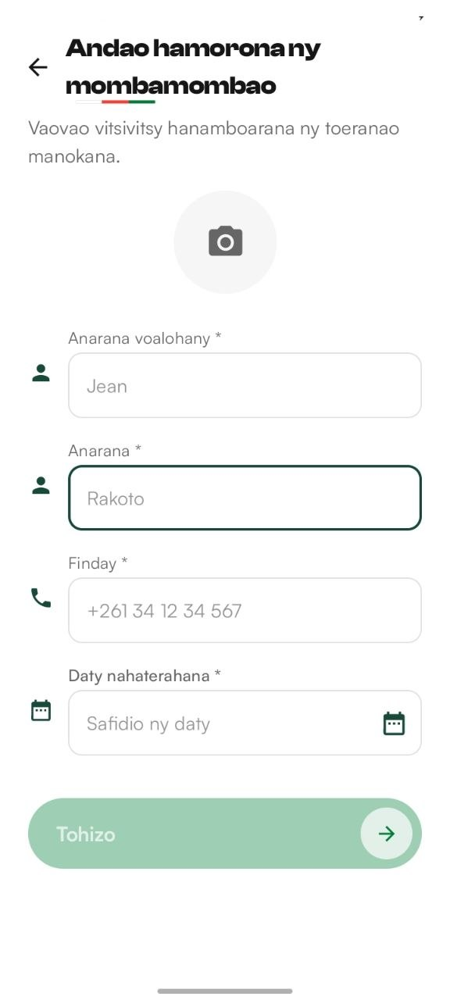 Andao hamorona ny
mombamombao
Vaovao vitsivitsy hanamboarana ny toeranao
manokana.
Anarana voalohany *
Jean
Anarana *
Rakoto
Finday *
+261 34 12 34 567
Daty nahaterahana *
Safidio ny daty
Tohizo